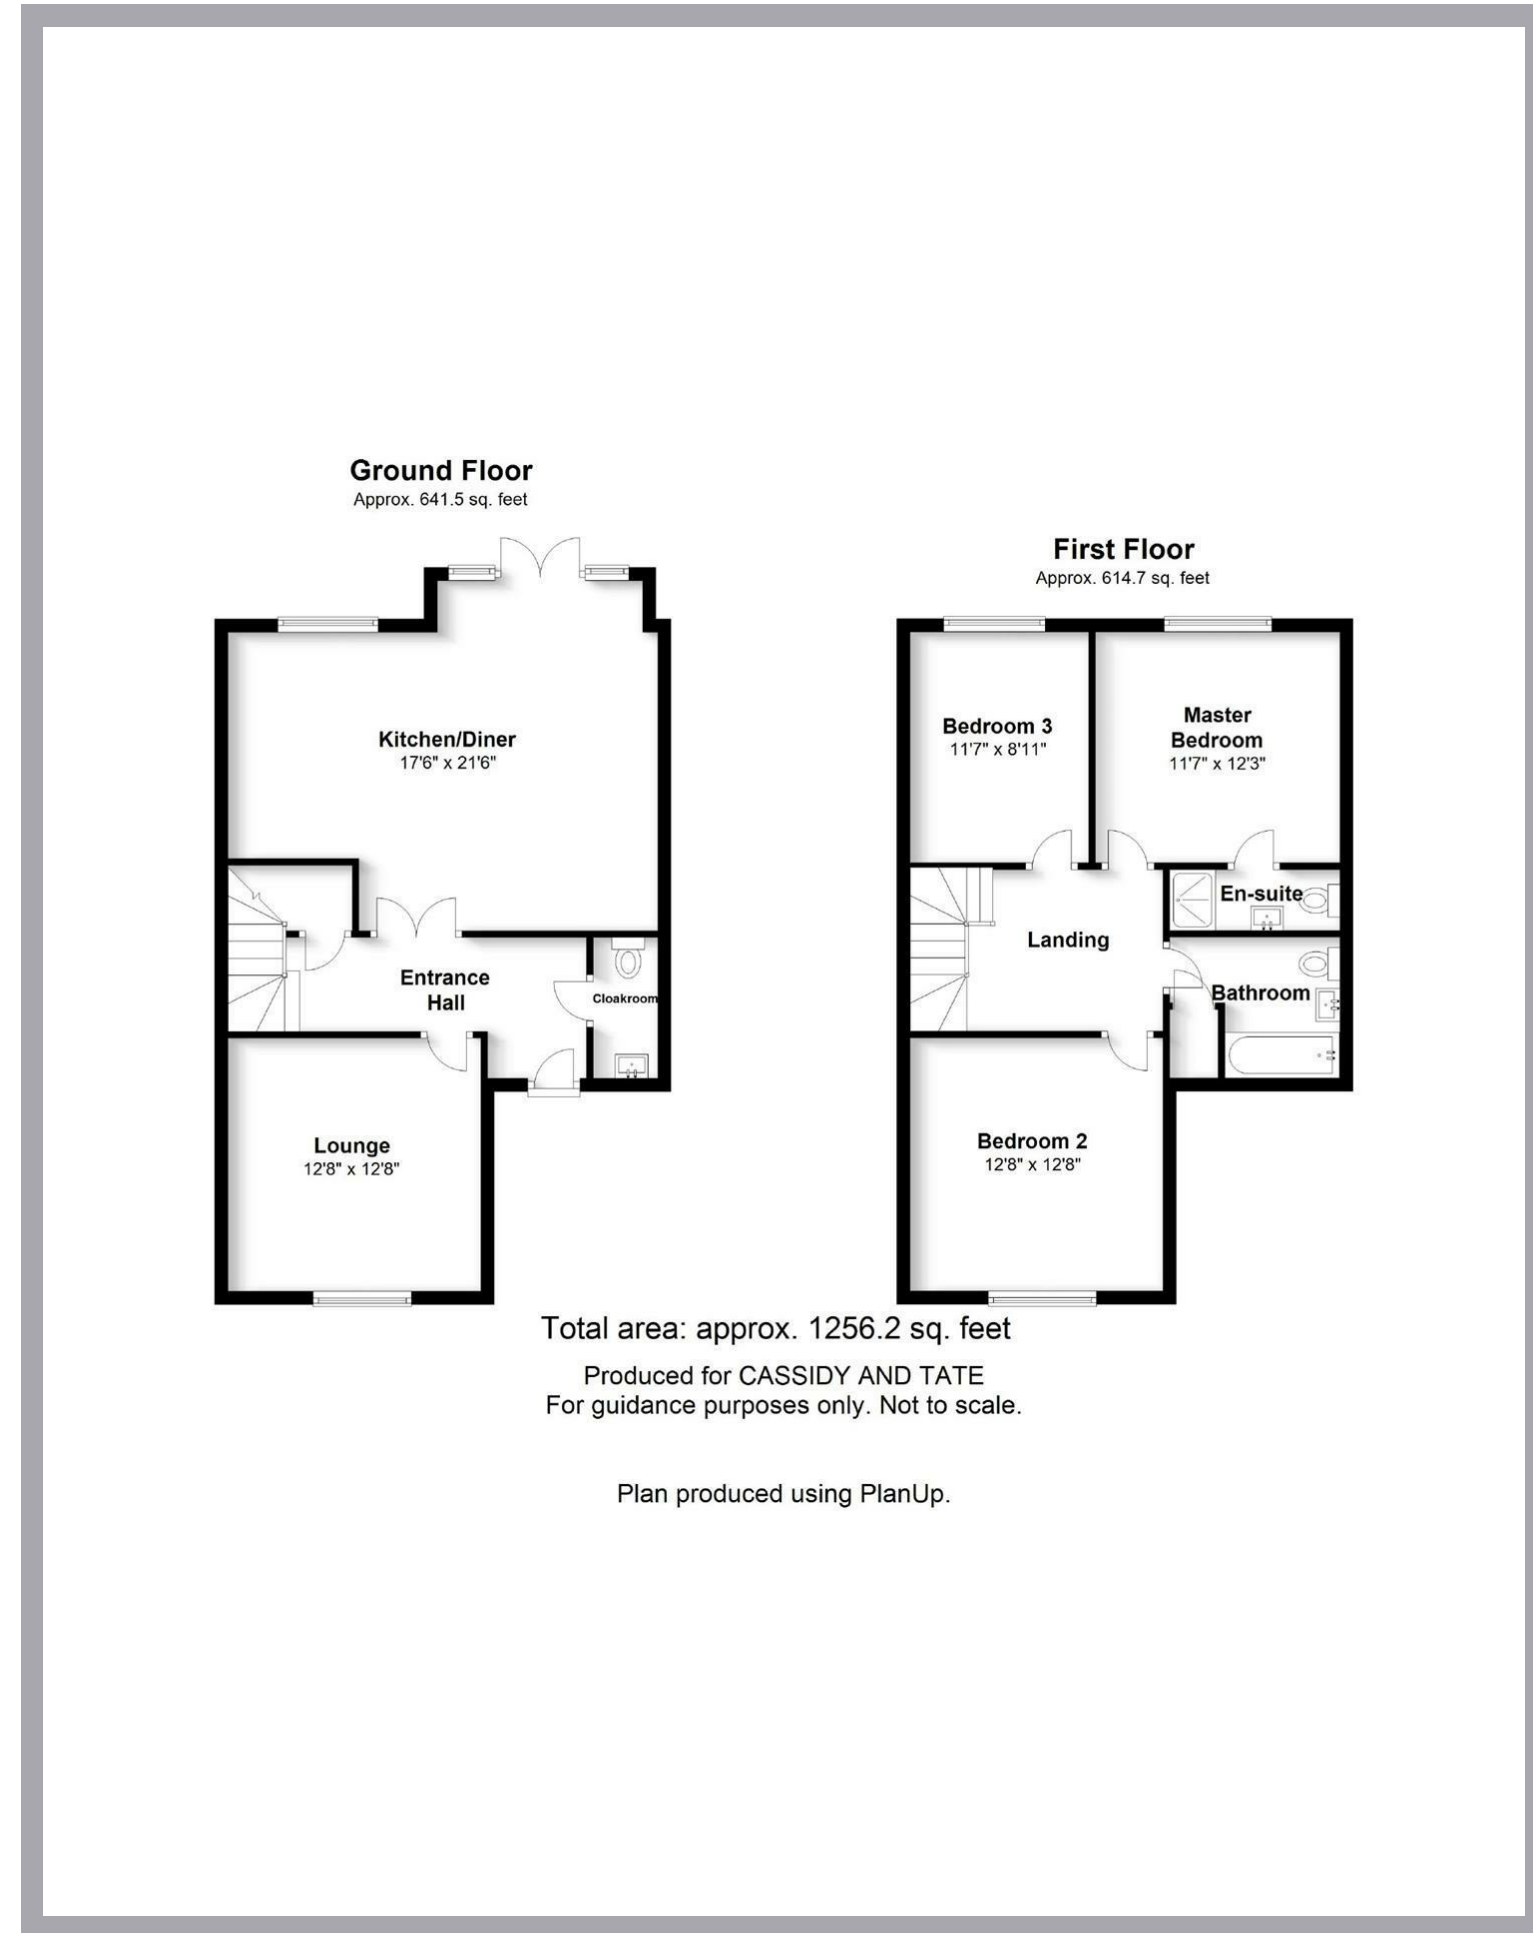 Ground Floor
Approx. 641.5 sq. feet
Kitchen/Diner
17'6" x 21'6"
Entrance
Hall
Cloakroom
Lounge
12'8" x 12'8"
First Floor
Approx. 614.7 sq. feet
Bedroom 3
11'7" x 8'11"
Master
Bedroom
11'7" x 12'3"
En-suite
Landing
Bathroom
Bedroom 2
12'8" x 12'8"
Total area: approx. 1256.2 sq. feet
Produced for CASSIDY AND TATE
For guidance purposes only. Not to scale.
Plan produced using PlanUp.